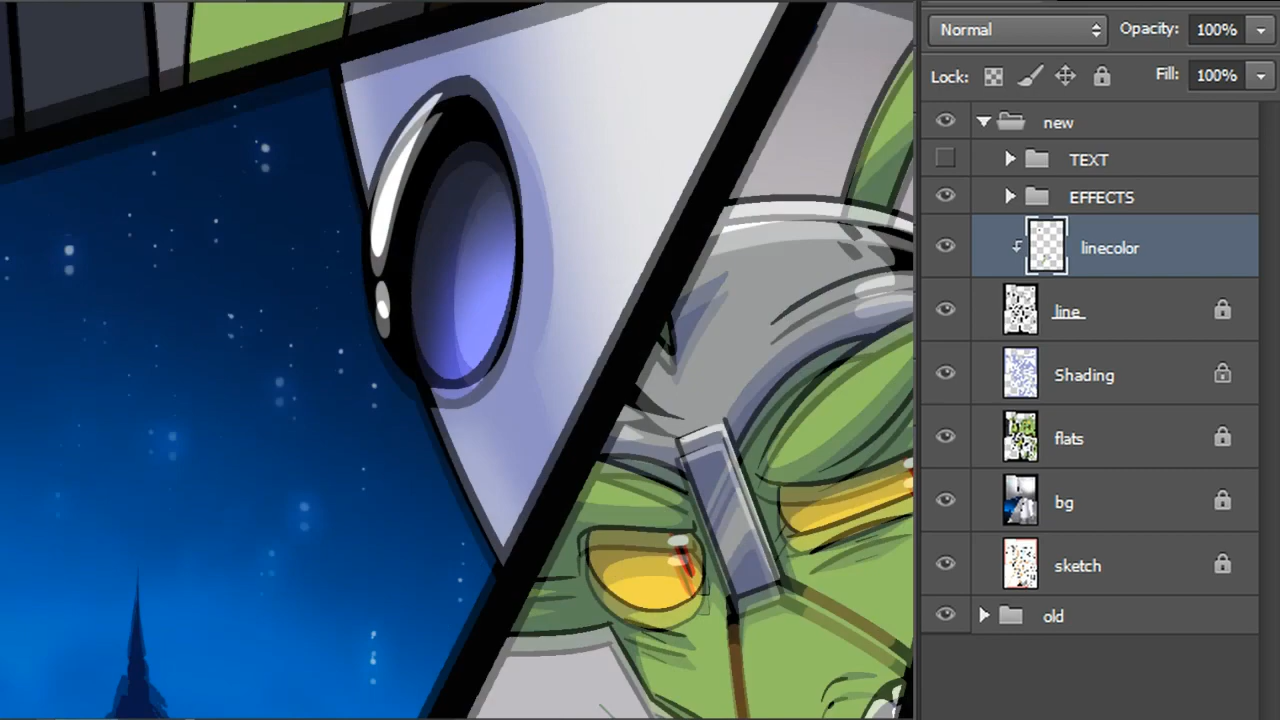 Normal Opacity: 100%
Lock: Fill: 100%
new
TEXT
EFFECTS
linecolor
line
Shading
flats
bg
sketch
old